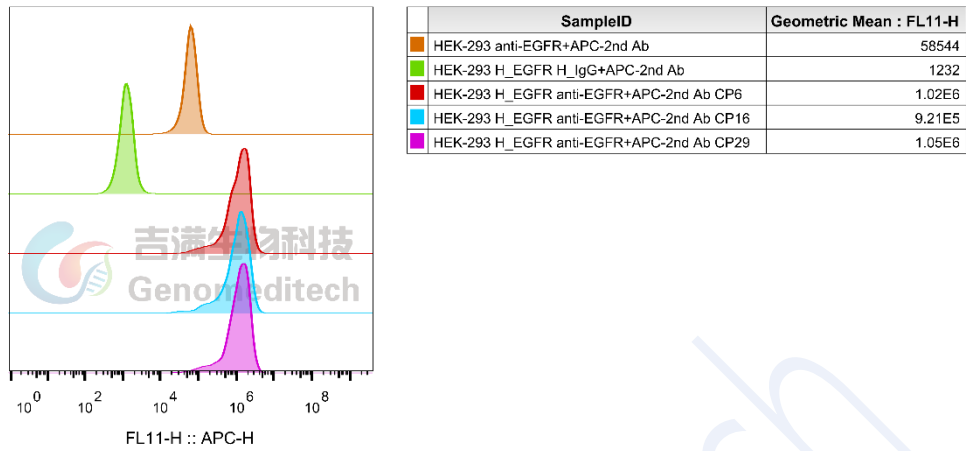 SampleID Geometric Mean : FL11-H
HEK-293 anti-EGFR+APC-2nd Ab 58544
HEK-293 H_EGFR H_IgG+APC-2nd Ab 1232
HEK-293 H_EGFR anti-EGFR+APC-2nd Ab CP6 1.02E6
HEK-293 H_EGFR anti-EGFR+APC-2nd Ab CP16 9.21E5
HEK-293 H_EGFR anti-EGFR+APC-2nd Ab CP29 1.05E6
吉满生物科技
Genomeditech
10^0 10^2 10^4 10^6 10^8
FL11-H :: APC-H